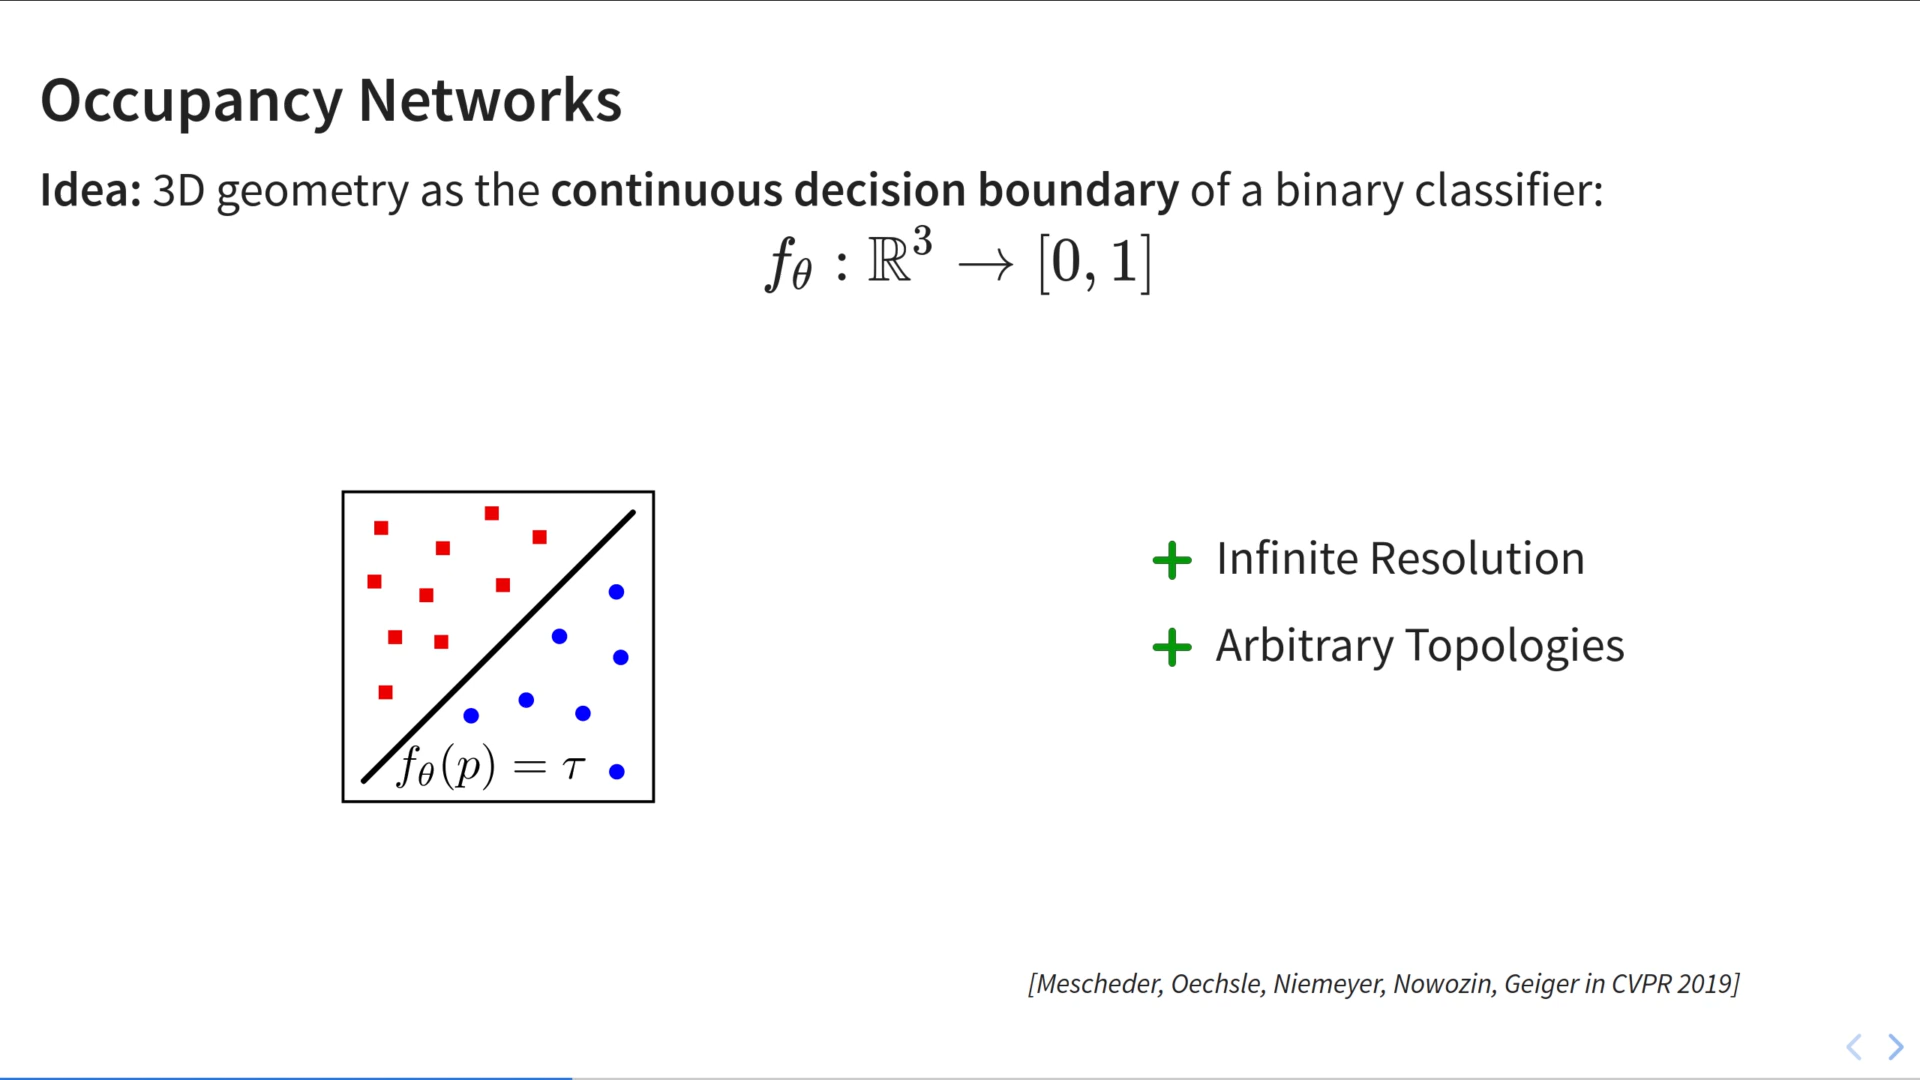 Occupancy Networks
Idea: 3D geometry as the continuous decision boundary of a binary classifier:
f_θ : ℝ³ → [0, 1]
f_θ(p) = τ
+ Infinite Resolution
+ Arbitrary Topologies
[Mescheder, Oechsle, Niemeyer, Nowozin, Geiger in CVPR 2019]